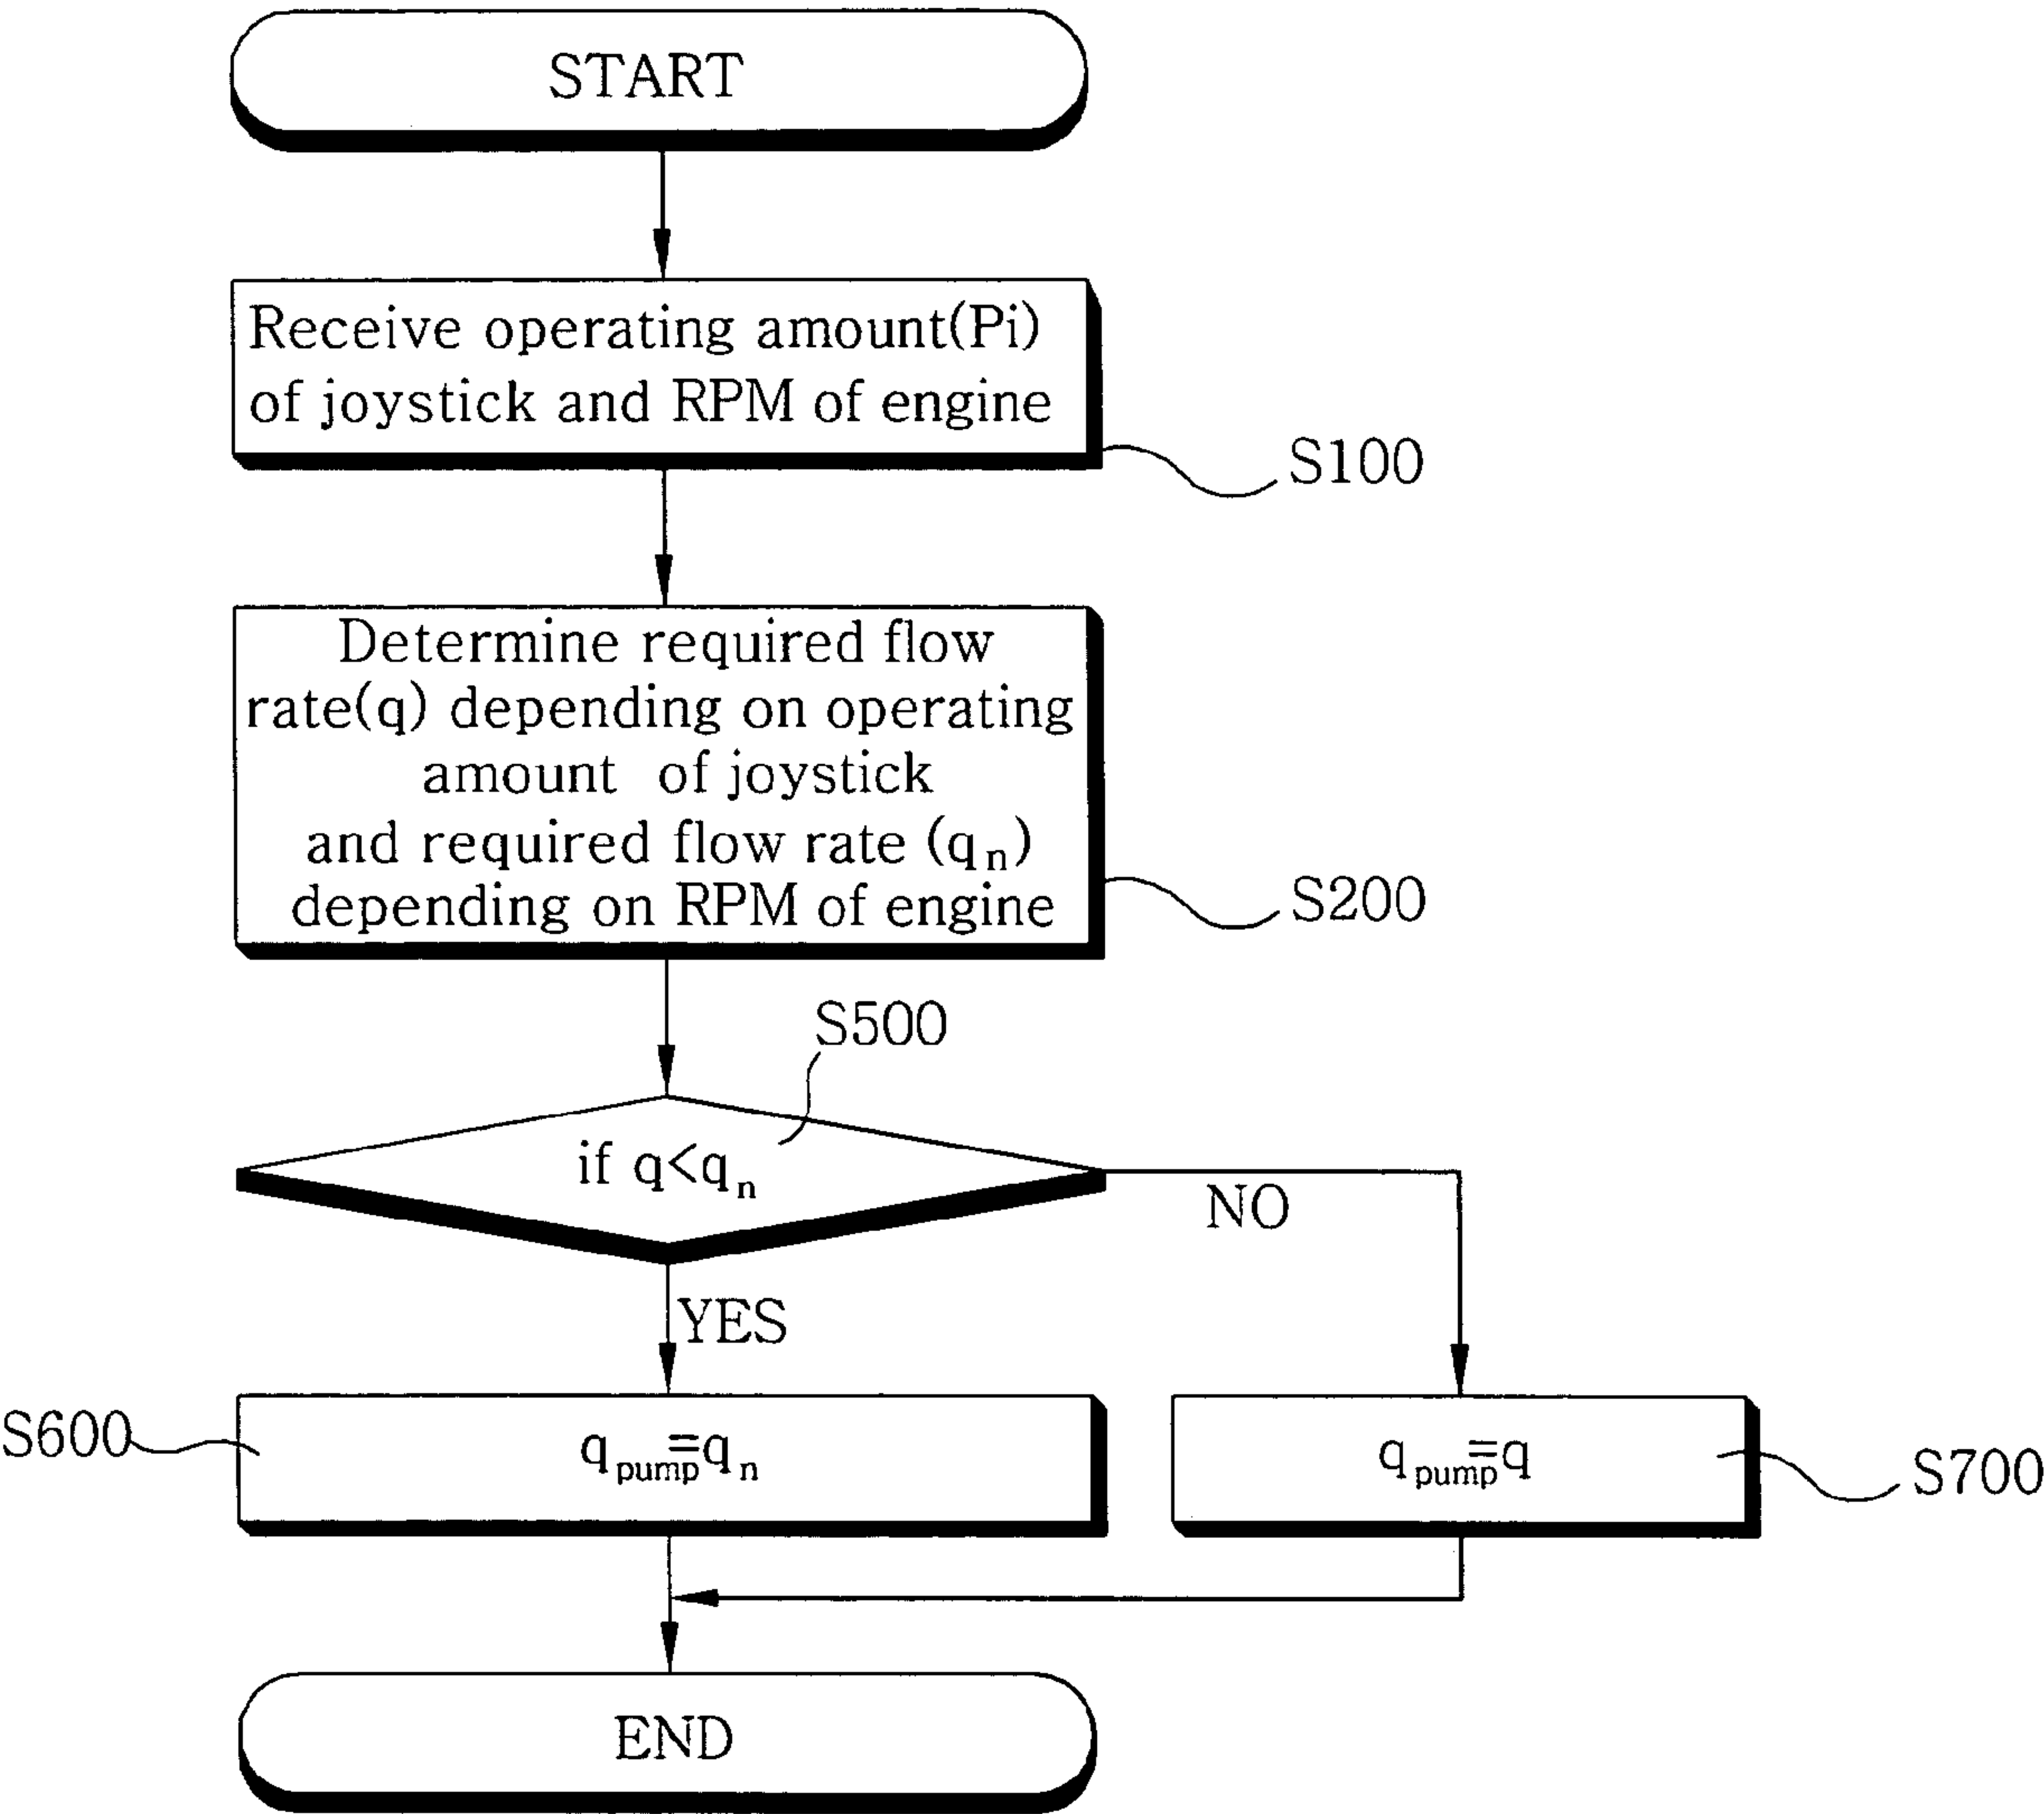 START
Receive operating amount(Pi)
of joystick and RPM of engine
S100
Determine required flow
rate(q) depending on operating
amount of joystick
and required flow rate (qn)
depending on RPM of engine
S200
S500
if q<qn
NO
YES
S600
qpump=qn
qpump=q
S700
END